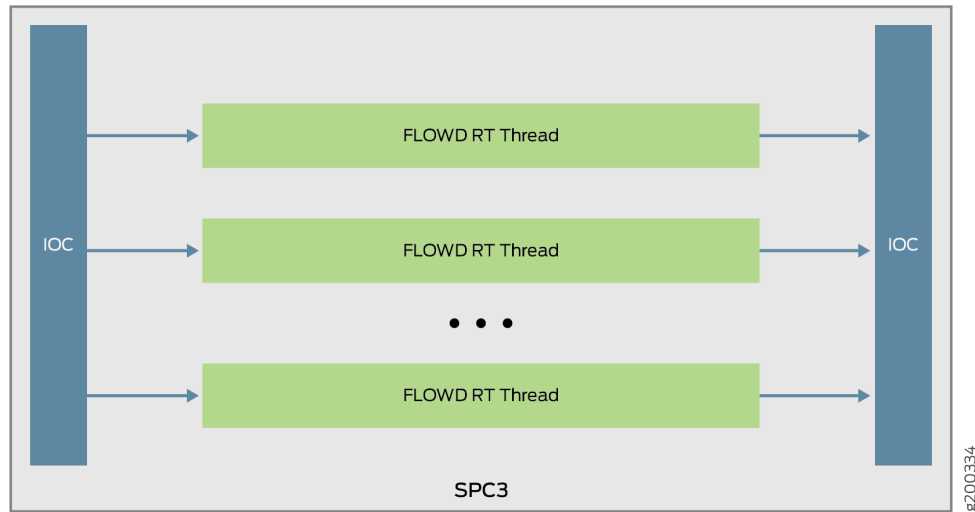 FLOWD RT Thread
IOC
FLOWD RT Thread
IOC
FLOWD RT Thread
SPC3
g200334